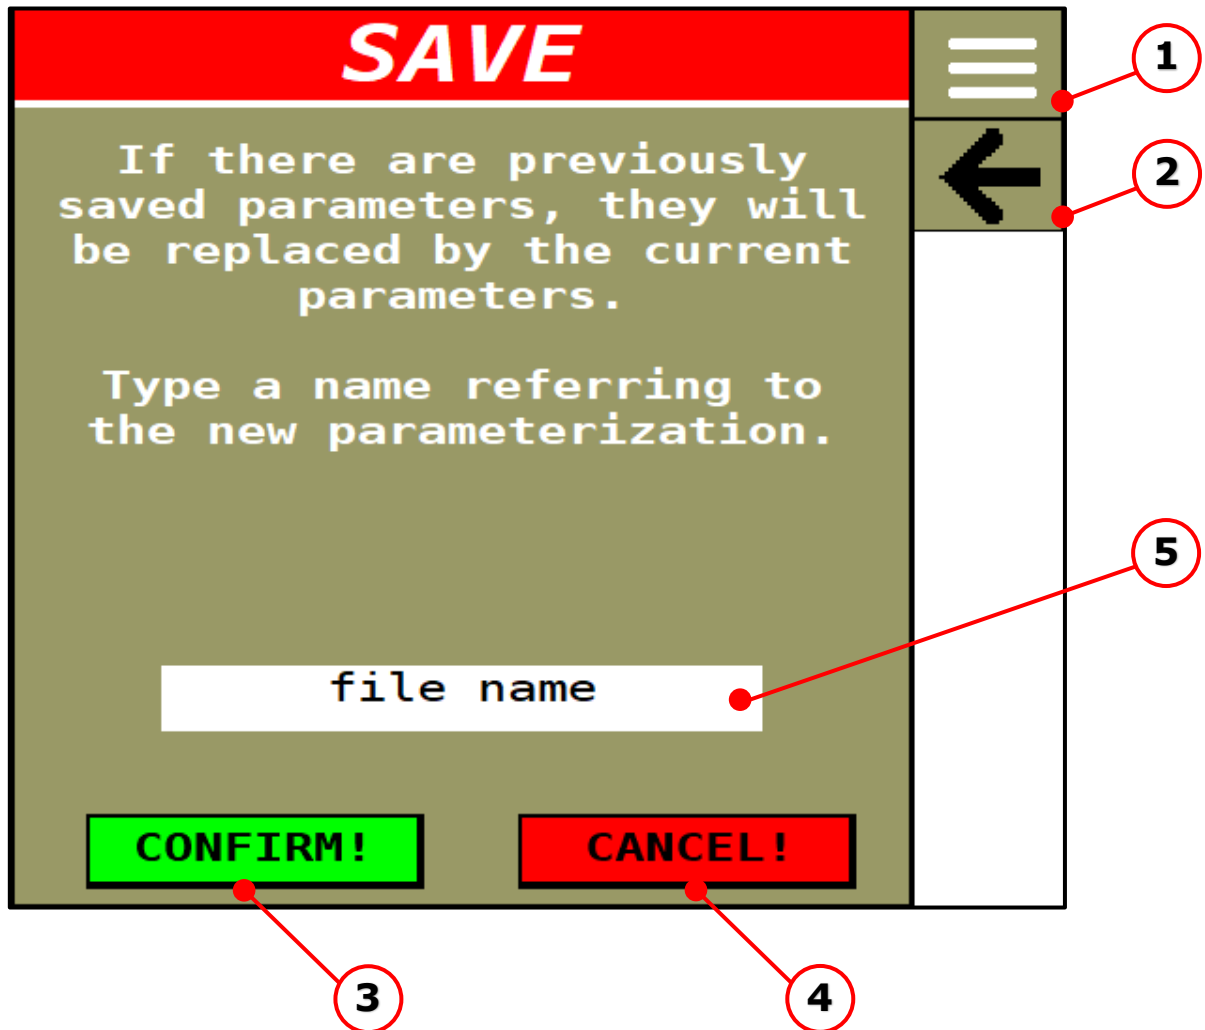 SAVE
1
2
If there are previously
saved parameters, they will
be replaced by the current
parameters.
Type a name referring to
the new parameterization.
5
file name
CONFIRM!
CANCEL!
3
4